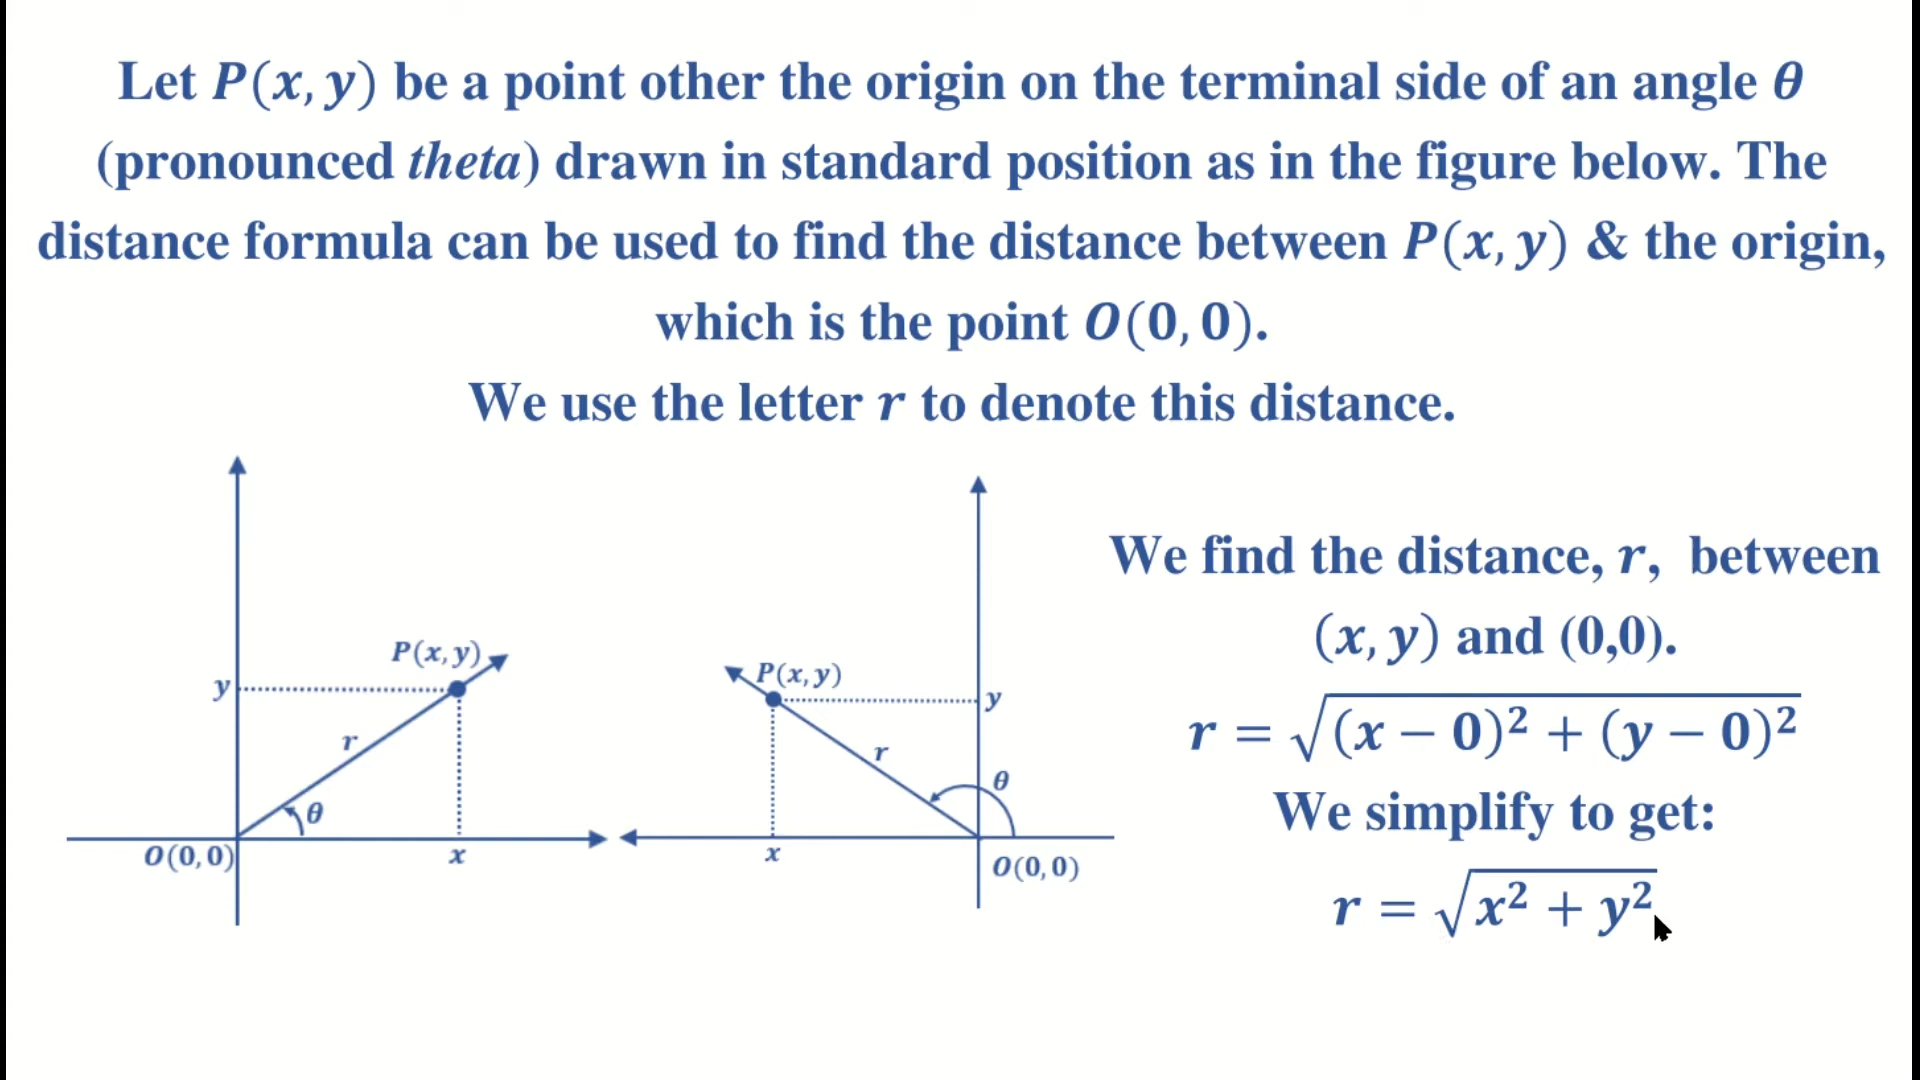 Let P(x, y) be a point other the origin on the terminal side of an angle θ
(pronounced theta) drawn in standard position as in the figure below. The
distance formula can be used to find the distance between P(x, y) & the origin,
which is the point O(0, 0).
We use the letter r to denote this distance.
P(x, y)
y
r
θ
O(0, 0)
x
P(x, y)
y
r
θ
x
O(0, 0)
We find the distance, r, between
(x, y) and (0,0).
r = √((x − 0)² + (y − 0)²)
We simplify to get:
r = √(x² + y²)